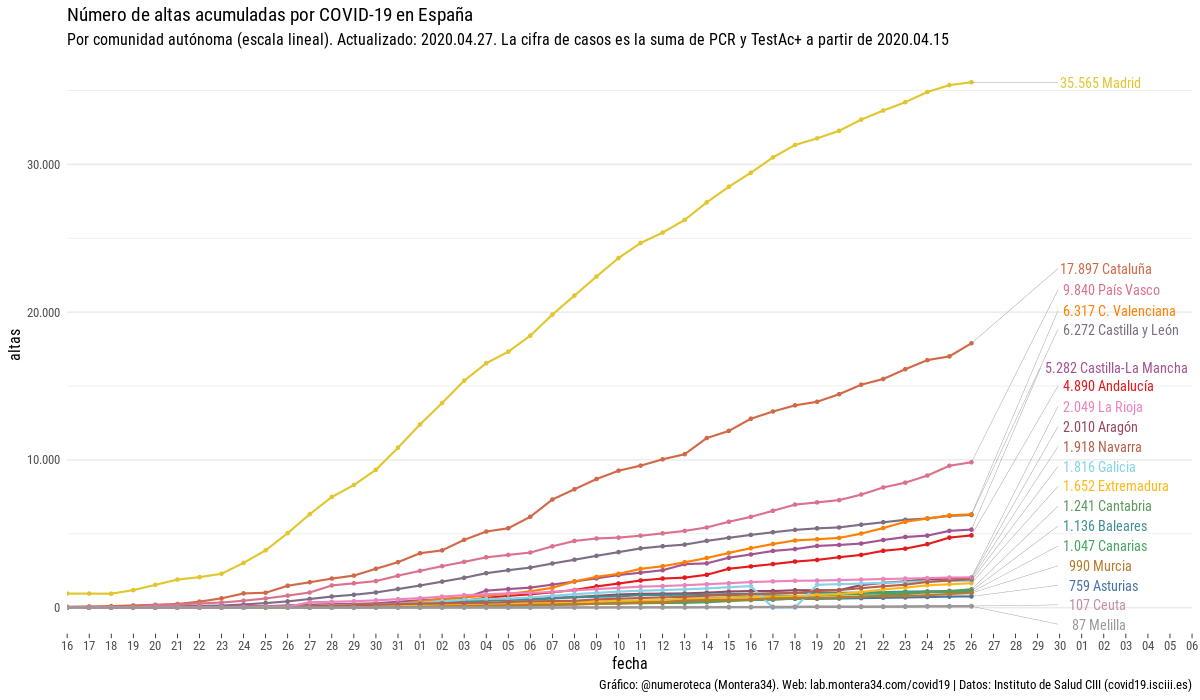 Número de altas acumuladas por COVID-19 en España
Por comunidad autónoma (escala lineal). Actualizado: 2020.04.27. La cifra de casos es la suma de PCR y TestAc+ a partir de 2020.04.15
altas
30.000
20.000
10.000
0
35.565 Madrid
17.897 Cataluña
9.840 País Vasco
6.317 C. Valenciana
6.272 Castilla y León
5.282 Castilla-La Mancha
4.890 Andalucía
2.049 La Rioja
2.010 Aragón
1.918 Navarra
1.816 Galicia
1.652 Extremadura
1.241 Cantabria
1.136 Baleares
1.047 Canarias
990 Murcia
759 Asturias
107 Ceuta
87 Melilla
16 17 18 19 20 21 22 23 24 25 26 27 28 29 30 31 01 02 03 04 05 06 07 08 09 10 11 12 13 14 15 16 17 18 19 20 21 22 23 24 25 26 27 28 29 30 01 02 03 04 05 06
fecha
Gráfico: @numeroteca (Montera34). Web: lab.montera34.com/covid19 | Datos: Instituto de Salud CIII (covid19.isciii.es)